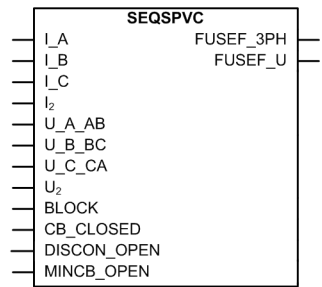 SEQSPVC
I_A FUSEF_3PH
I_B FUSEF_U
I_C
I₂
U_A_AB
U_B_BC
U_C_CA
U₂
BLOCK
CB_CLOSED
DISCON_OPEN
MINCB_OPEN